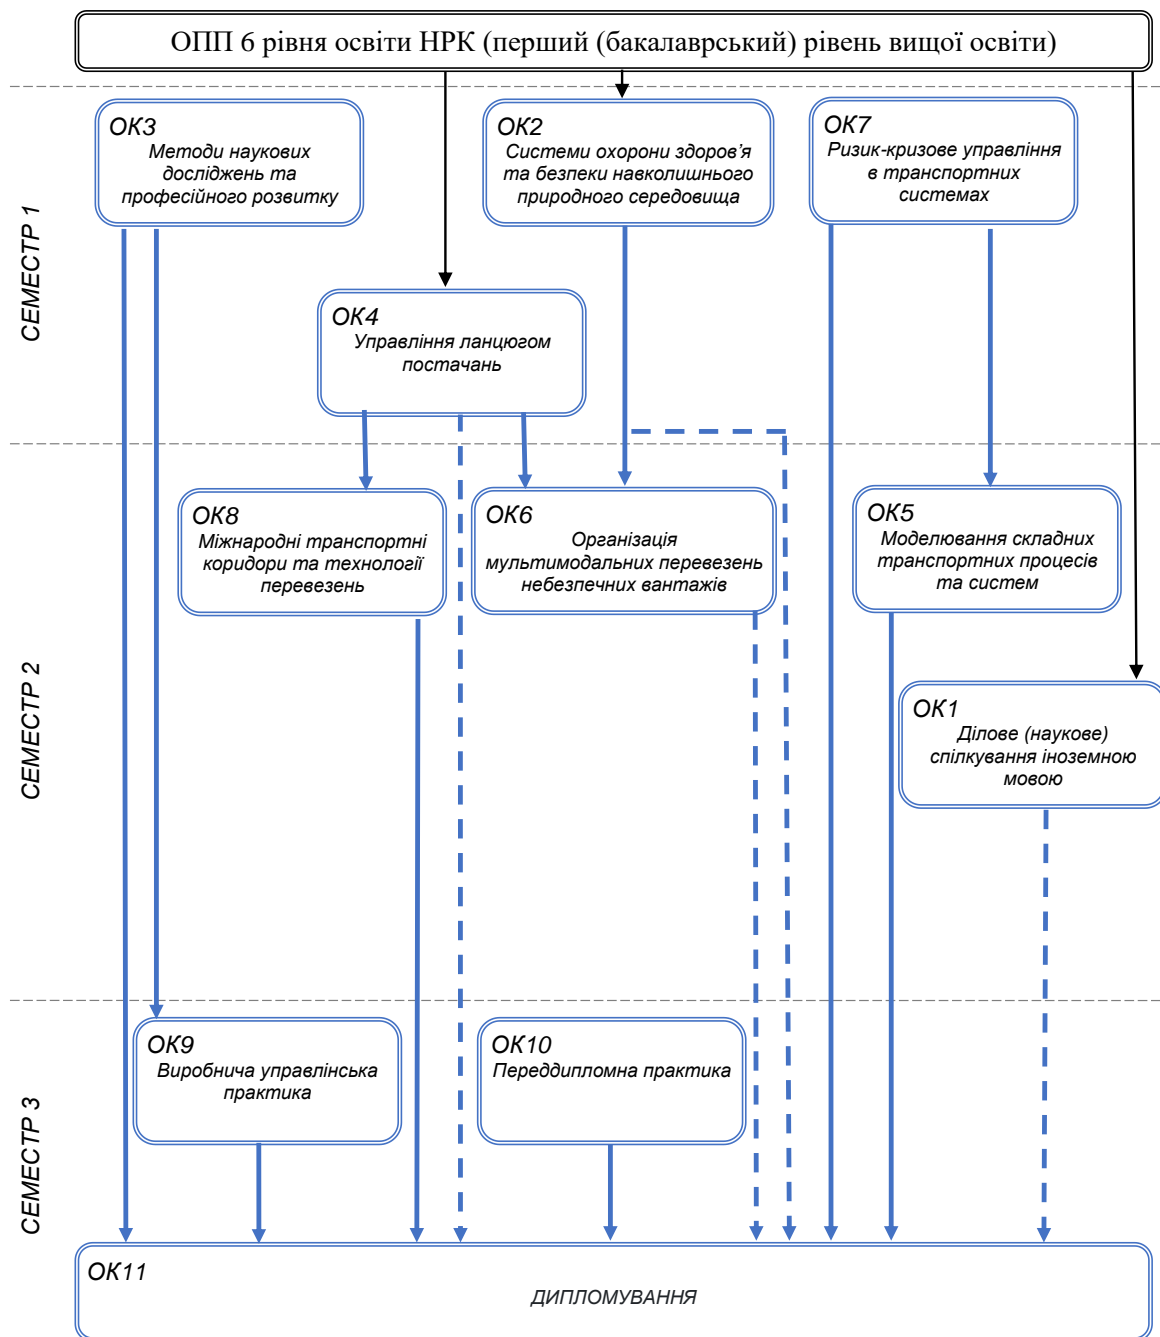 ОПП 6 рівня освіти НРК (перший (бакалаврський) рівень вищої освіти)
СЕМЕСТР 1
ОК3
Методи наукових
досліджень та
професійного розвитку
ОК2
Системи охорони здоров’я
та безпеки навколишнього
природного середовища
ОК7
Ризик-кризове управління
в транспортних
системах
ОК4
Управління ланцюгом
постачань
СЕМЕСТР 2
ОК8
Міжнародні транспортні
коридори та технології
перевезень
ОК6
Організація
мультимодальних перевезень
небезпечних вантажів
ОК5
Моделювання складних
транспортних процесів
та систем
ОК1
Ділове (наукове)
спілкування іноземною
мовою
СЕМЕСТР 3
ОК9
Виробнича управлінська
практика
ОК10
Переддипломна практика
ОК11
ДИПЛОМУВАННЯ